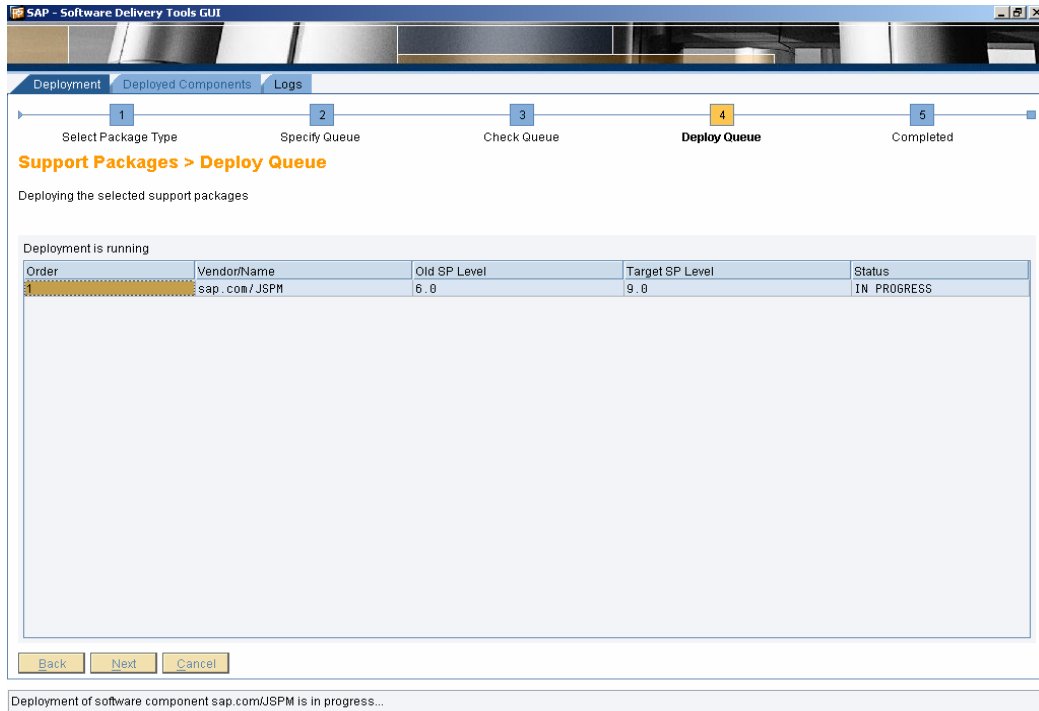 SAP - Software Delivery Tools GUI
Deployment Deployed Components Logs
1 2 3 4 5
Select Package Type Specify Queue Check Queue Deploy Queue Completed
Support Packages > Deploy Queue
Deploying the selected support packages
Deployment is running
Order Vendor/Name Old SP Level Target SP Level Status
1 sap.com/JSPM 6.0 9.0 IN PROGRESS
Back Next Cancel
Deployment of software component sap.com/JSPM is in progress...